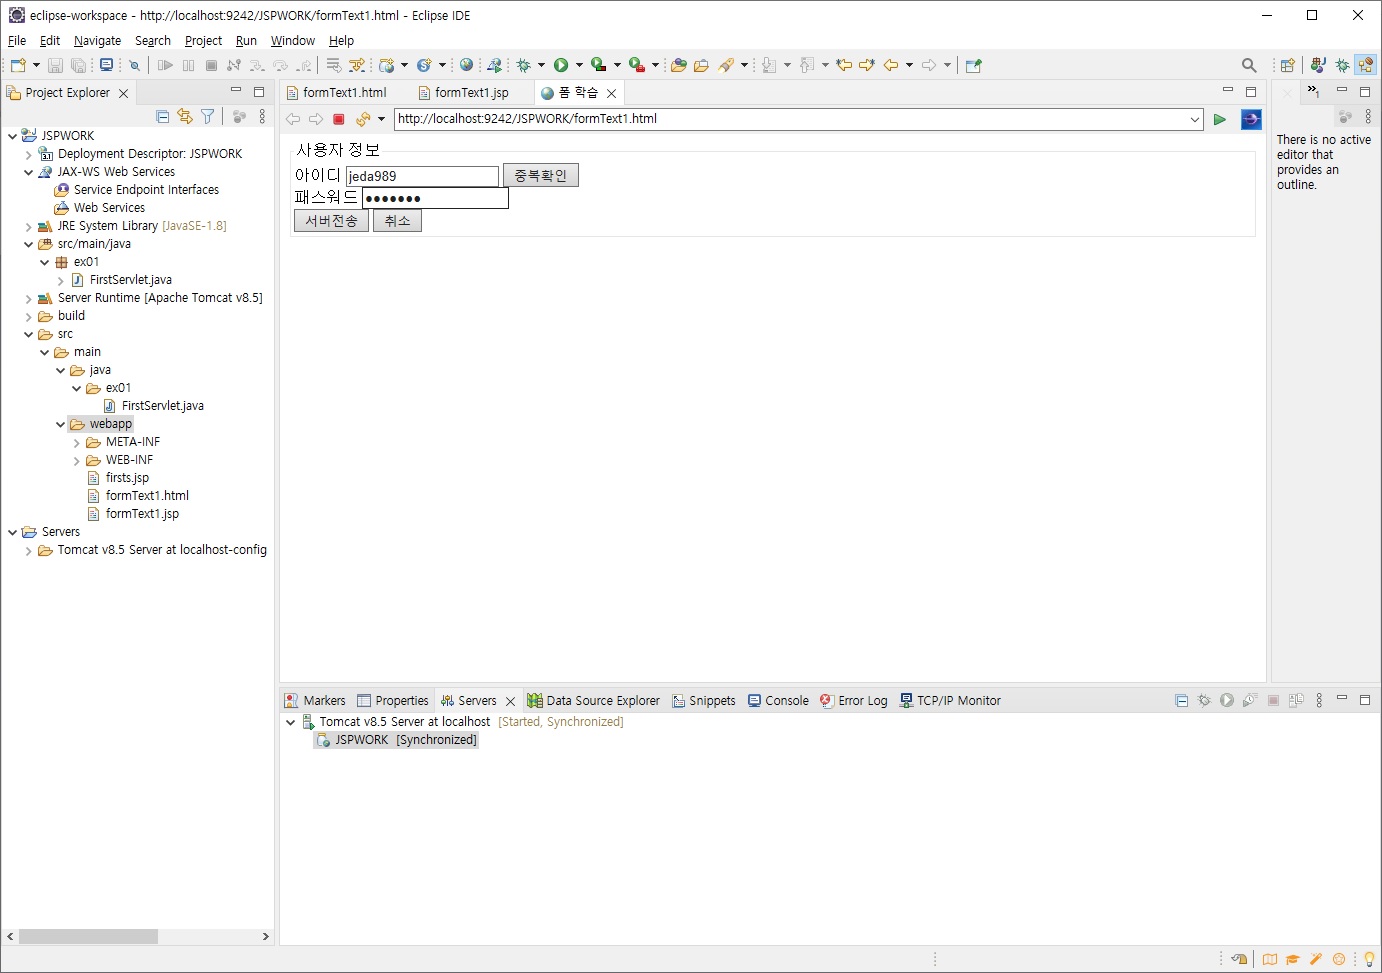 eclipse-workspace - http://localhost:9242/JSPWORK/formText1.html - Eclipse IDE
File Edit Navigate Search Project Run Window Help
Project Explorer
JSPWORK
Deployment Descriptor: JSPWORK
JAX-WS Web Services
Service Endpoint Interfaces
Web Services
JRE System Library [JavaSE-1.8]
src/main/java
ex01
FirstServlet.java
Server Runtime [Apache Tomcat v8.5]
build
src
main
java
ex01
FirstServlet.java
webapp
META-INF
WEB-INF
firsts.jsp
formText1.html
formText1.jsp
Servers
Tomcat v8.5 Server at localhost-config
formText1.html formText1.jsp 폼 학습
http://localhost:9242/JSPWORK/formText1.html
사용자 정보
아이디 jeda989 중복확인
패스워드 ●●●●●●●
서버전송 취소
»1
There is no active
editor that
provides an
outline.
Markers Properties Servers Data Source Explorer Snippets Console Error Log TCP/IP Monitor
Tomcat v8.5 Server at localhost [Started, Synchronized]
JSPWORK [Synchronized]